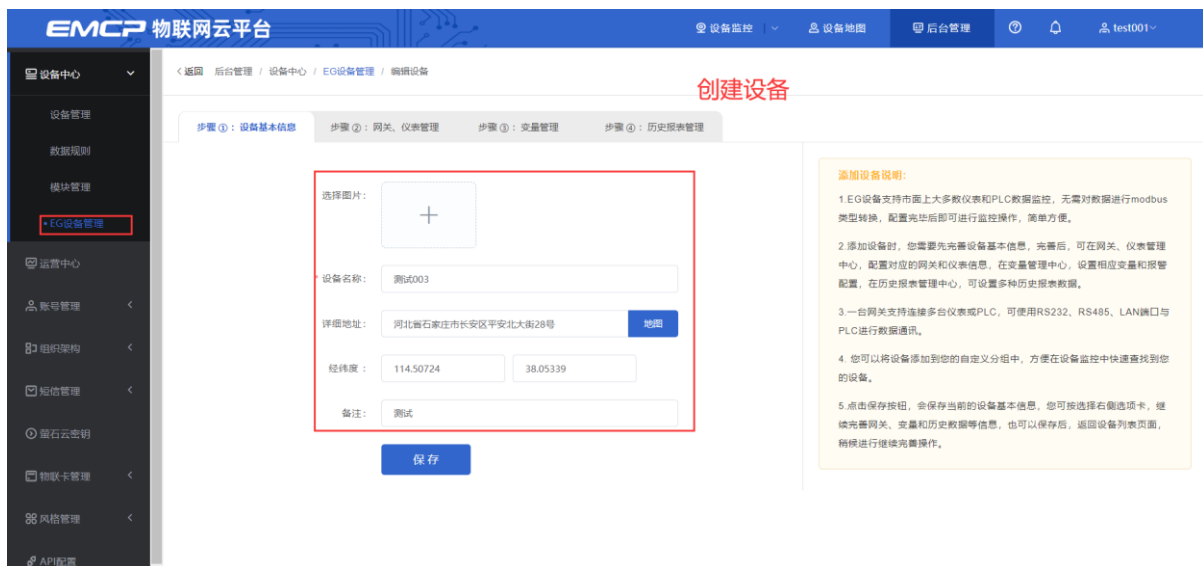 EMCP 物联网云平台
设备监控
设备地图
后台管理
test001
设备中心
设备管理
数据规则
模块管理
•EG设备管理
运营中心
账号管理
组织架构
短信管理
萤石云密钥
物联卡管理
风格管理
API配置
<返回 后台管理 / 设备中心 / EG设备管理 / 编辑设备
创建设备
步骤①：设备基本信息
步骤②：网关、仪表管理
步骤③：变量管理
步骤④：历史报表管理
选择图片：
* 设备名称： 测试003
详细地址： 河北省石家庄市长安区平安北大街28号 地图
经纬度： 114.50724 38.05339
备注： 测试
保存
添加设备说明:
1.EG设备支持市面上大多数仪表和PLC数据监控，无需对数据进行modbus
类型转换，配置完毕后即可进行监控操作，简单方便。
2.添加设备时，您需要先完善设备基本信息，完善后，可在网关、仪表管理
中心，配置对应的网关和仪表信息，在变量管理中心，设置相应变量和报警
配置，在历史报表管理中心，可设置多种历史报表数据。
3.一台网关支持连接多台仪表或PLC，可使用RS232、RS485、LAN端口与
PLC进行数据通讯。
4. 您可以将设备添加到您的自定义分组中，方便在设备监控中快速查找到您
的设备。
5.点击保存按钮，会保存当前的设备基本信息，您可按选择右侧选项卡，继
续完善网关、变量和历史数据等信息，也可以保存后，返回设备列表页面，
稍候进行继续完善操作。